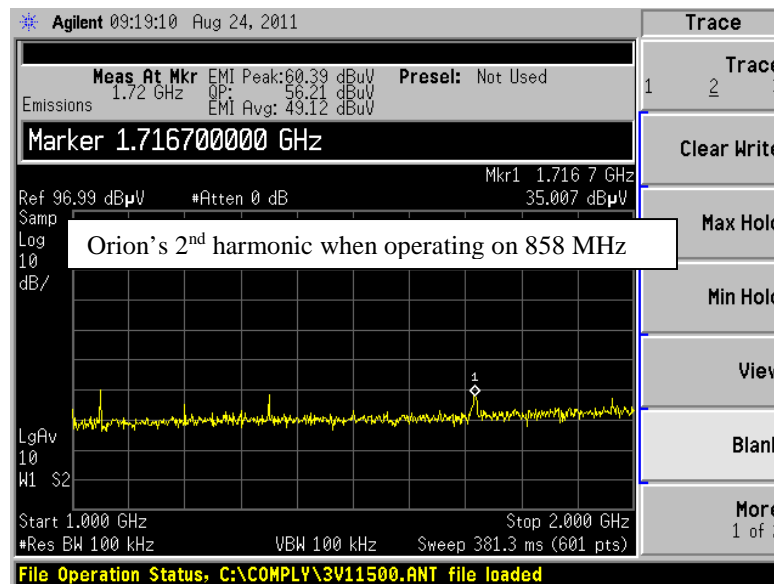 Agilent 09:19:10 Aug 24, 2011
Trace
Meas At Mkr EMI Peak:60.39 dBuV Presel: Not Used
1.72 GHz QP: 56.21 dBuV
Emissions EMI Avg: 49.12 dBuV
Trace
1 2
Marker 1.716700000 GHz
Clear Write
Mkr1 1.716 7 GHz
Ref 96.99 dBµV #Atten 0 dB 35.007 dBµV
Samp
Log
10
dB/
Orion's 2nd harmonic when operating on 858 MHz
Max Hold
Min Hold
1
View
LgAv
10
W1 S2
Blank
Start 1.000 GHz Stop 2.000 GHz
#Res BW 100 kHz VBW 100 kHz Sweep 381.3 ms (601 pts)
More
1 of 2
File Operation Status, C:\COMPLY\3V11500.ANT file loaded